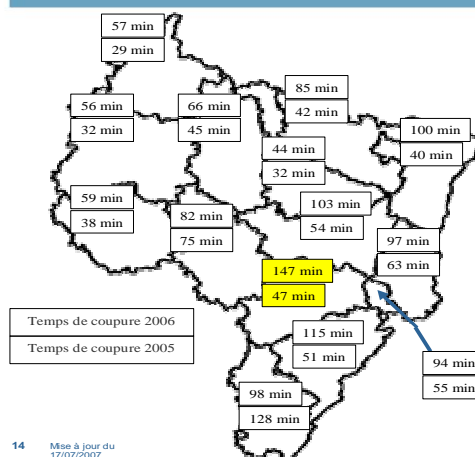 57 min
29 min
85 min
42 min
56 min
32 min
66 min
45 min
100 min
40 min
44 min
32 min
59 min
38 min
103 min
54 min
82 min
75 min
97 min
63 min
147 min
47 min
Temps de coupure 2006
Temps de coupure 2005
115 min
51 min
94 min
55 min
98 min
128 min
14 Mise à jour du
17/07/2007